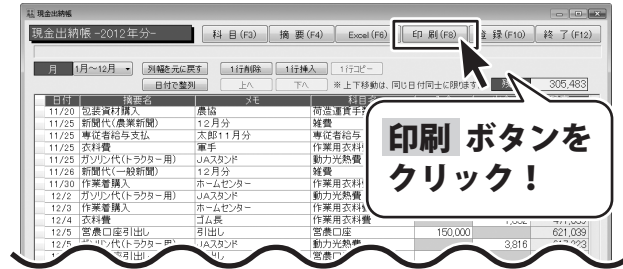 現金出納帳
現金出納帳 -2012年分-
科 目(F3) 摘 要(F4) Excel(F6) 印 刷(F8) 登 録(F10) 終 了(F12)
月 1月～12月 列幅を元に戻す 1行削除 1行挿入 1行コピー
日付で整列 上へ 下へ ※上下移動は、同じ日付同士に限ります。 305,483
日付 摘要名 メモ 科目名
11/20 包装資材購入 農協 荷造運賃手
11/25 新聞代(農業新聞) 12月分 雑費
11/25 専従者給与支払 太郎11月分 専従者給与
11/25 衣料費 軍手 作業用衣料
11/25 ガソリン代(トラクター用) JAスタンド 動力光熱費
11/26 新聞代(一般新聞) 12月分 雑費
11/30 作業着購入 ホームセンター 作業用衣料
12/2 ガソリン代(トラクター用) JAスタンド 動力光熱費
12/3 作業着購入 ホームセンター 作業用衣料
12/4 衣料費 ゴム長 作業用衣料費
12/5 営農口座引出し 引出し 営農口座 150,000 621,039
12/5 ガソリン代(トラクター用) JAスタンド 動力光熱費 3,816
印刷 ボタンを
クリック！